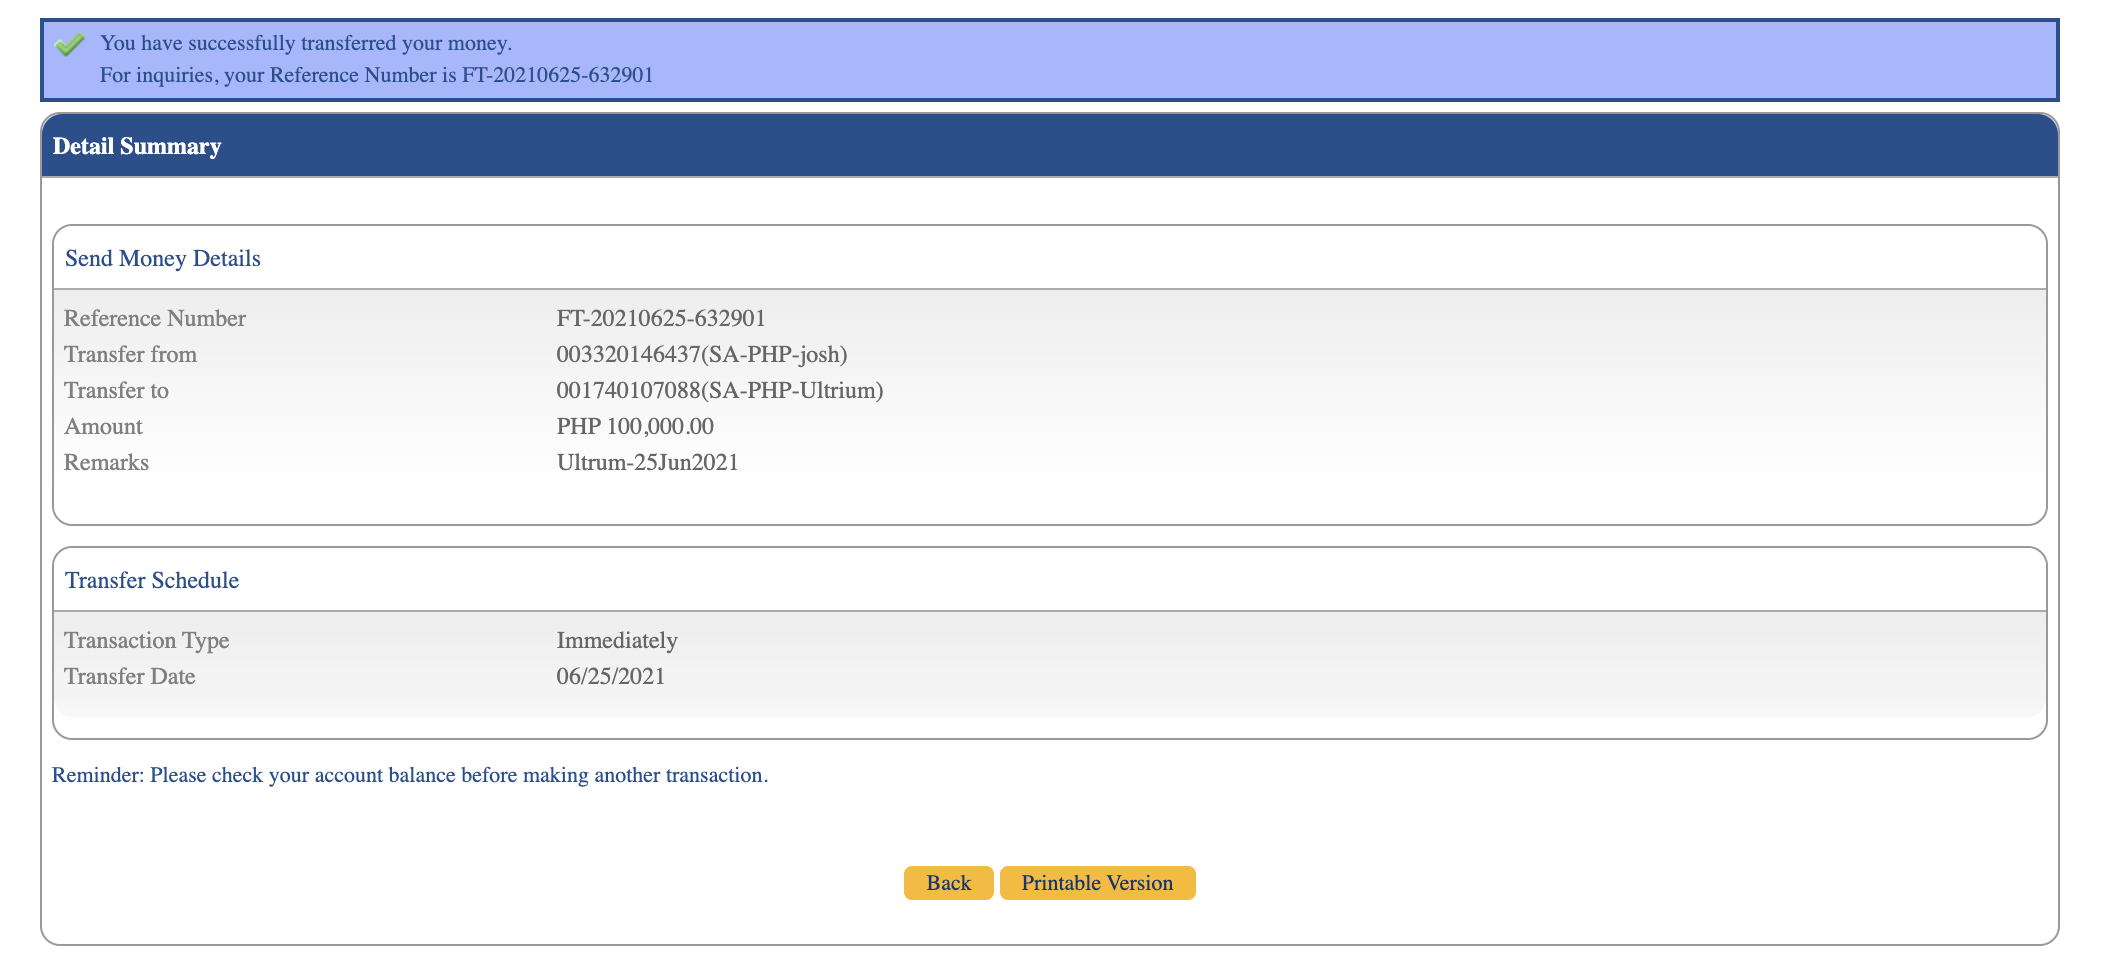 You have successfully transferred your money.
For inquiries, your Reference Number is FT-20210625-632901
Detail Summary
Send Money Details
Reference Number FT-20210625-632901
Transfer from 003320146437(SA-PHP-josh)
Transfer to 001740107088(SA-PHP-Ultrium)
Amount PHP 100,000.00
Remarks Ultrum-25Jun2021
Transfer Schedule
Transaction Type Immediately
Transfer Date 06/25/2021
Reminder: Please check your account balance before making another transaction.
Back Printable Version